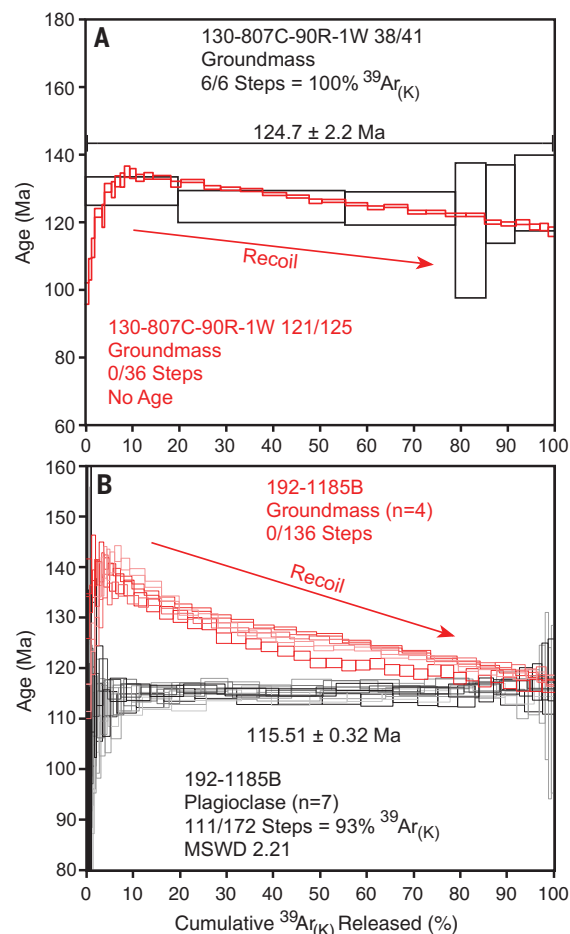 A
130-807C-90R-1W 38/41
Groundmass
6/6 Steps = 100% ³⁹Ar₍K₎
124.7 ± 2.2 Ma
Recoil
130-807C-90R-1W 121/125
Groundmass
0/36 Steps
No Age
Age (Ma)
180
160
140
120
100
80
60
0 10 20 30 40 50 60 70 80 90 100
B
192-1185B
Groundmass (n=4)
0/136 Steps
Recoil
115.51 ± 0.32 Ma
192-1185B
Plagioclase (n=7)
111/172 Steps = 93% ³⁹Ar₍K₎
MSWD 2.21
Age (Ma)
160
150
140
130
120
110
100
90
80
0 10 20 30 40 50 60 70 80 90 100
Cumulative ³⁹Ar₍K₎ Released (%)